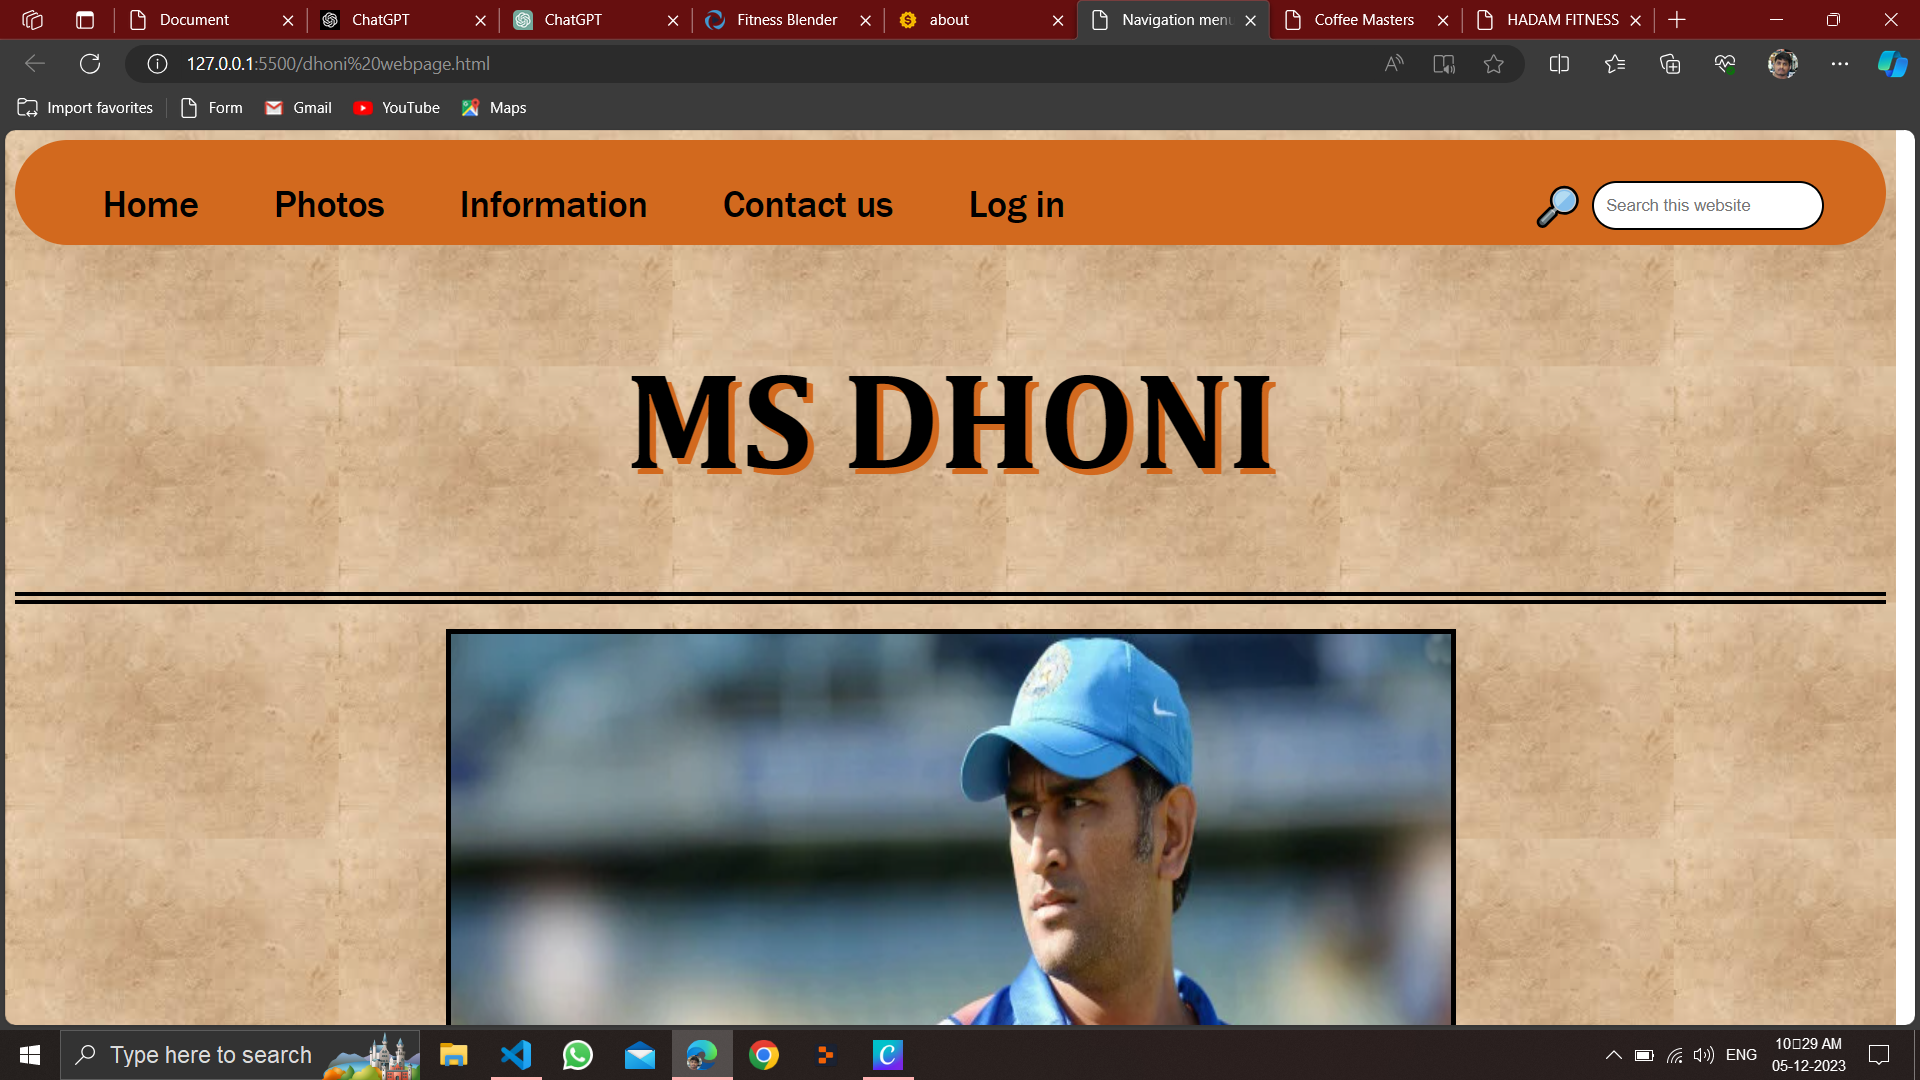 Document
ChatGPT
ChatGPT
Fitness Blender
about
Navigation menu
Coffee Masters
HADAM FITNESS
127.0.0.1:5500/dhoni%20webpage.html
Import favorites
Form
Gmail
YouTube
Maps
Home
Photos
Information
Contact us
Log in
Search this website
MS DHONI
Type here to search
ENG
10▯29 AM
05-12-2023